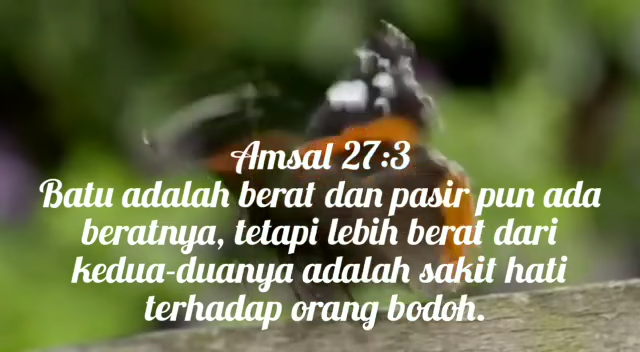 Amsal 27:3
Batu adalah berat dan pasir pun ada
beratnya, tetapi lebih berat dari
kedua-duanya adalah sakit hati
terhadap orang bodoh.